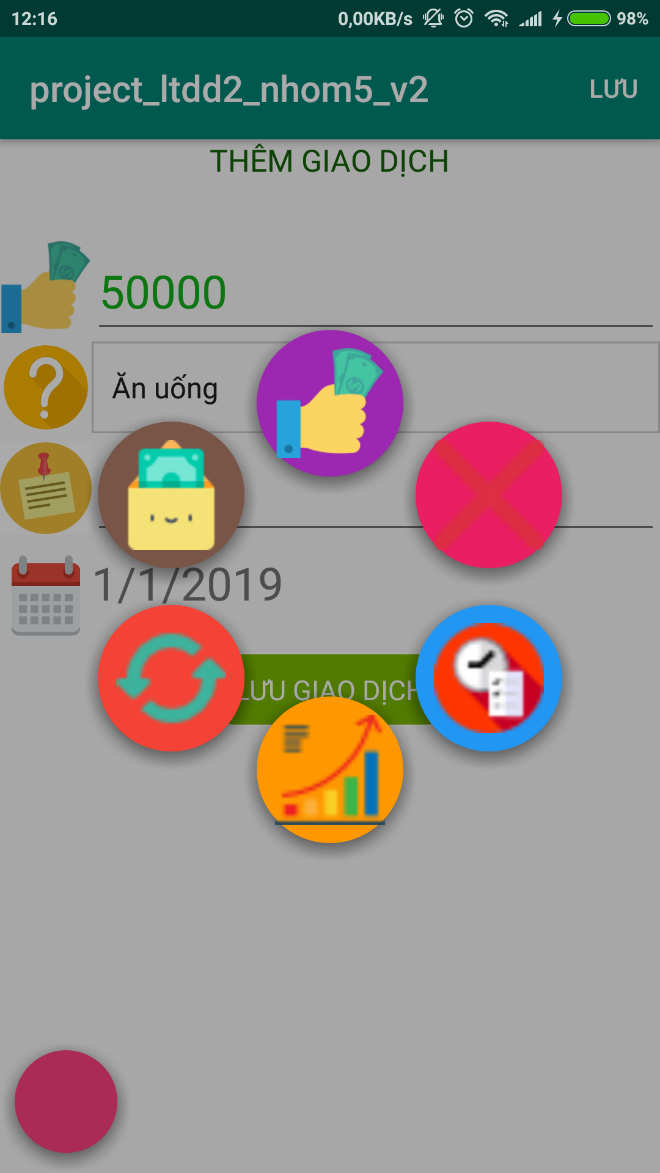 12:16 0,00KB/s 98%
project_ltdd2_nhom5_v2 LƯU
THÊM GIAO DỊCH
50000
Ăn uống
1/1/2019
LƯU GIAO DỊCH